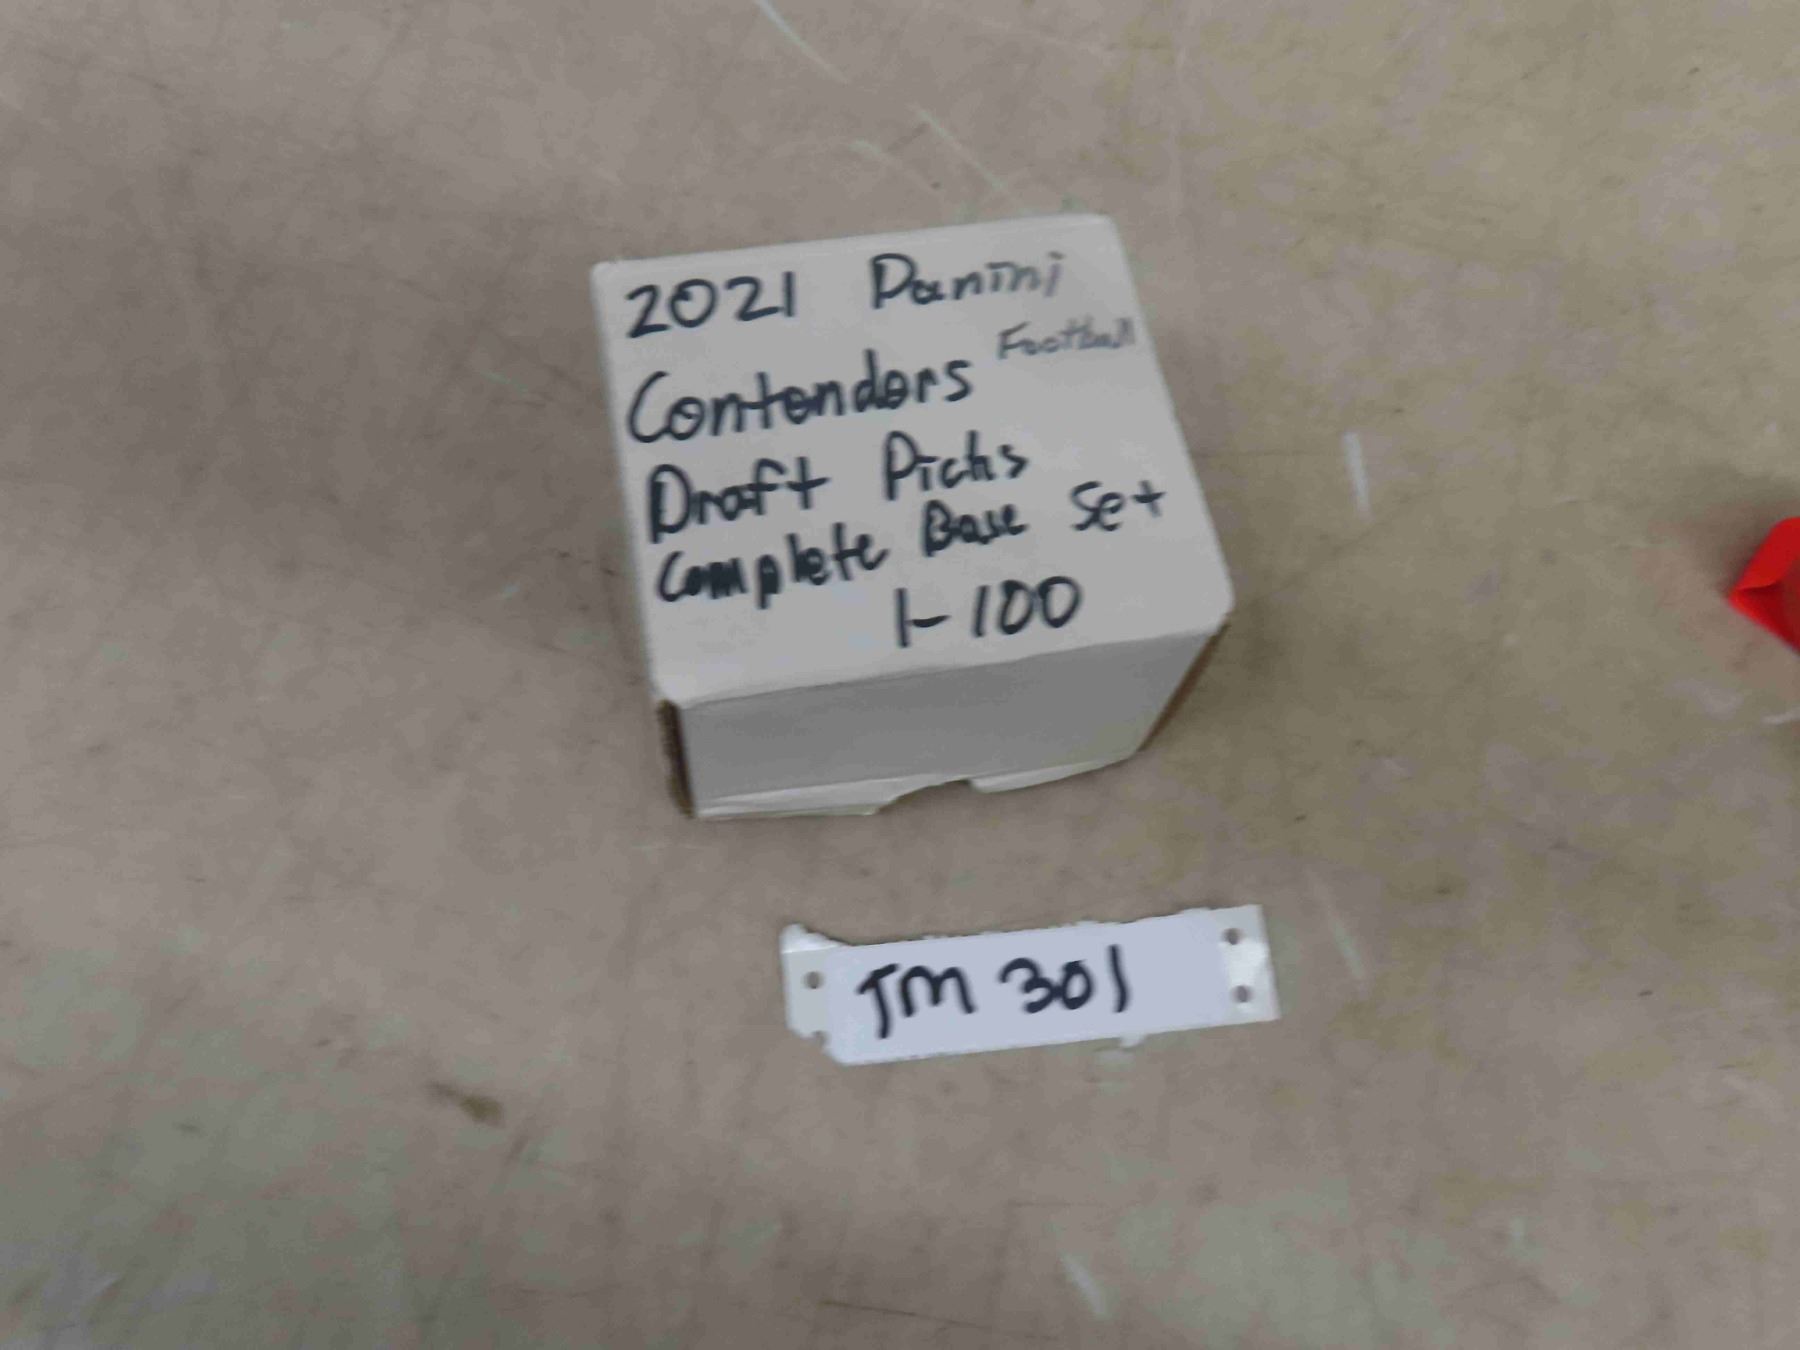 2021 Panini
Football
Contenders
Draft Picks
Complete Base Set
1-100
JM 301